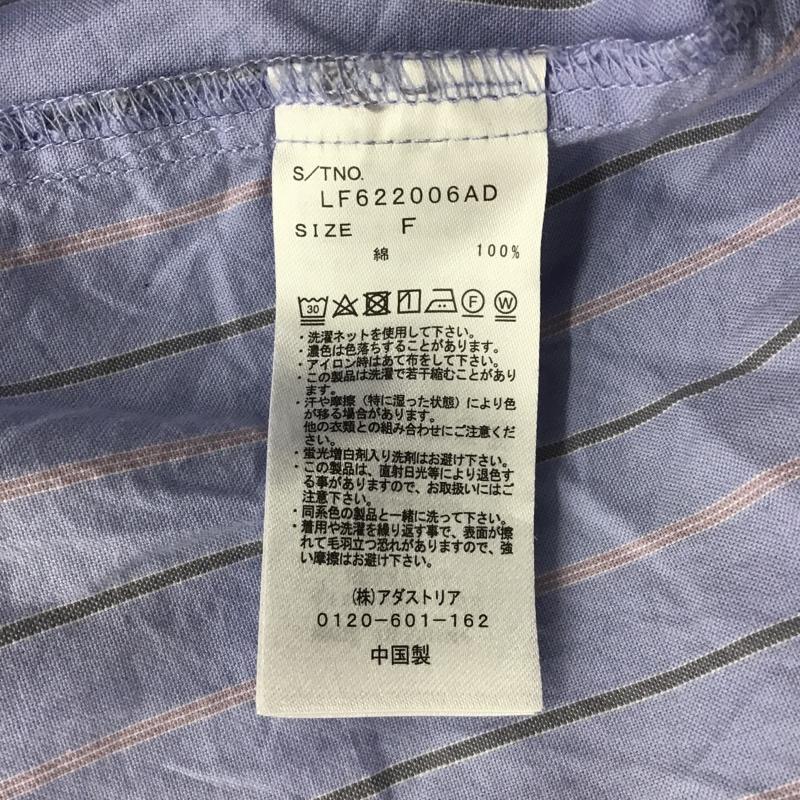 S/TNO.
LF622006AD
SIZE F
綿 100%
30 F W
・洗濯ネットを使用して下さい。
・濃色は色落ちすることがあります。
・アイロン時はあて布をして下さい。
・この製品は洗濯で若干縮むことがあり
ます。
・汗や摩擦（特に湿った状態）により色
が移る場合があります。
他の衣類との組み合わせにご注意くだ
さい。
・蛍光増白剤入り洗剤はお避け下さい。
・この製品は、直射日光等により退色す
る事がありますので、お取扱いにはご
注意下さい。
・同系色の製品と一緒に洗って下さい。
・着用や洗濯を繰り返す事で、表面が擦
れて毛羽立つ恐れがありますので、強
い摩擦はお避け下さい。
(株)アダストリア
0120-601-162
中国製